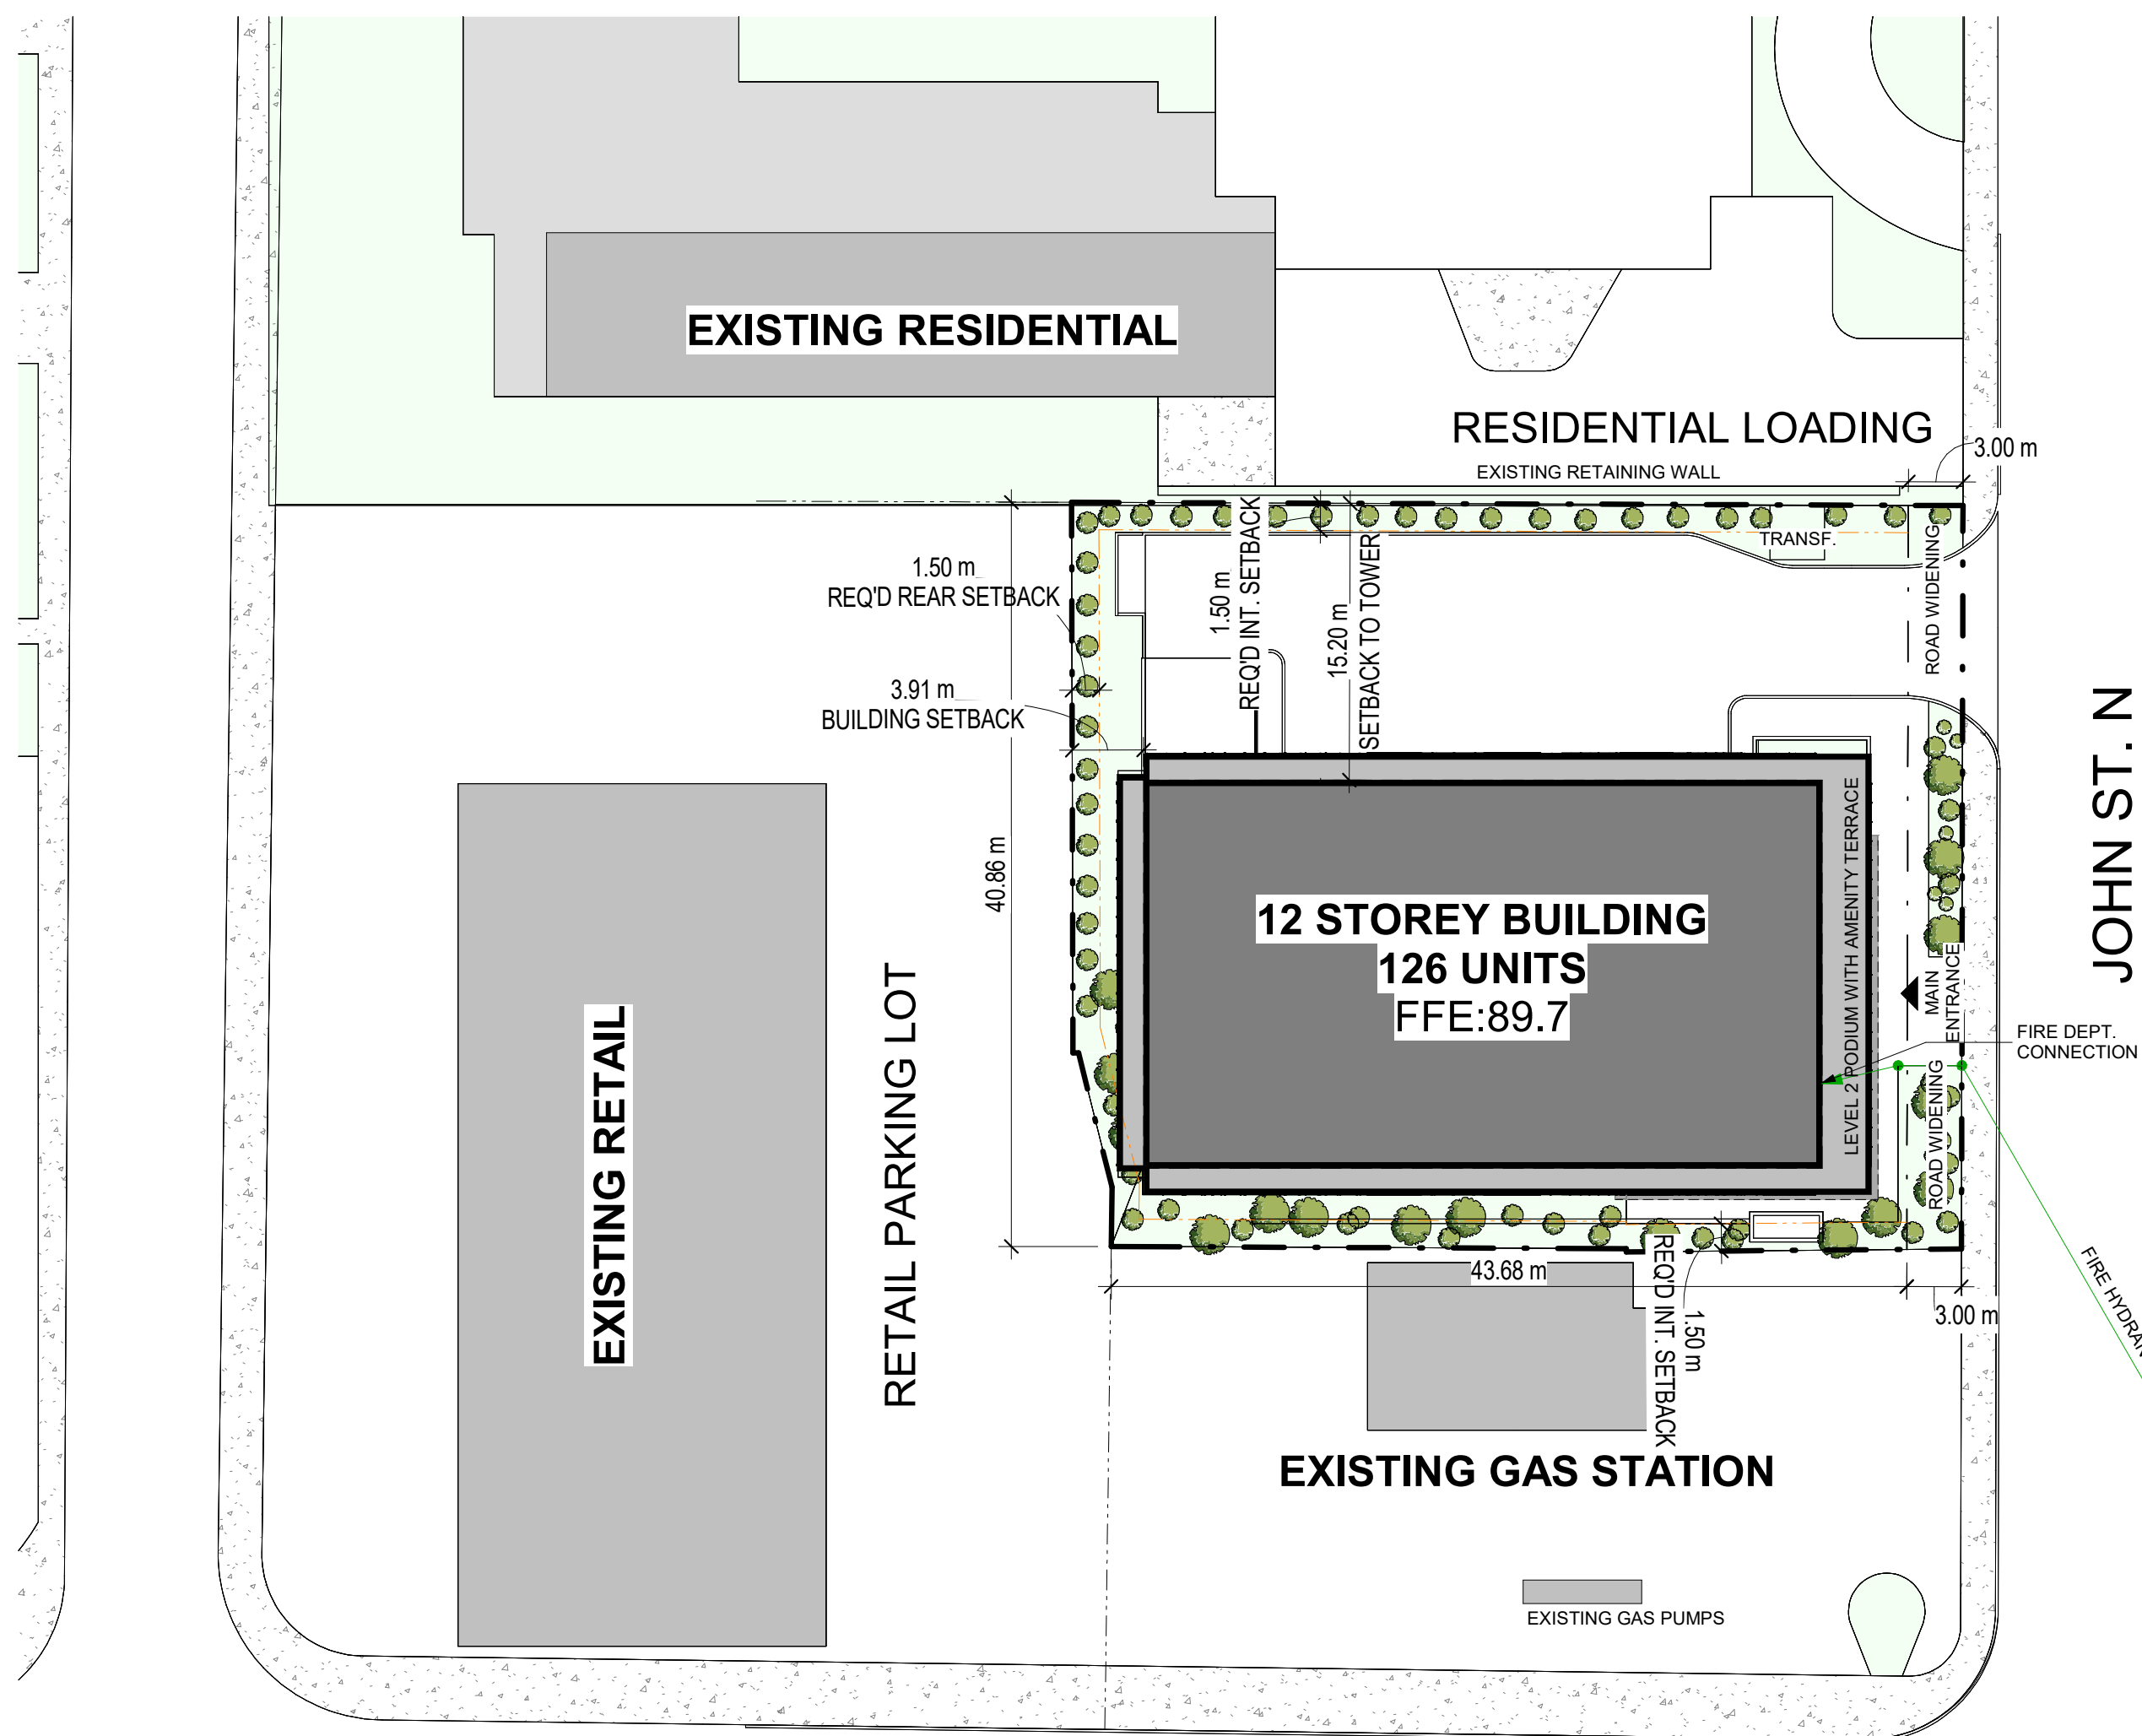 EXISTING RESIDENTIAL
RESIDENTIAL LOADING
3.00 m
EXISTING RETAINING WALL
TRANSF.
ROAD WIDENING
1.50 m
REQ'D REAR SETBACK
1.50 m
REQ'D INT. SETBACK
15.20 m
SETBACK TO TOWER
3.91 m
BUILDING SETBACK
JOHN ST. N
40.86 m
12 STOREY BUILDING
126 UNITS
FFE:89.7
LEVEL 2 PODIUM WITH AMENITY TERRACE
MAIN
ENTRANCE
FIRE DEPT.
CONNECTION
EXISTING RETAIL
RETAIL PARKING LOT
ROAD WIDENING
43.68 m
REQ'D INT. SETBACK
1.50 m
3.00 m
FIRE
EXISTING GAS STATION
EXISTING GAS PUMPS